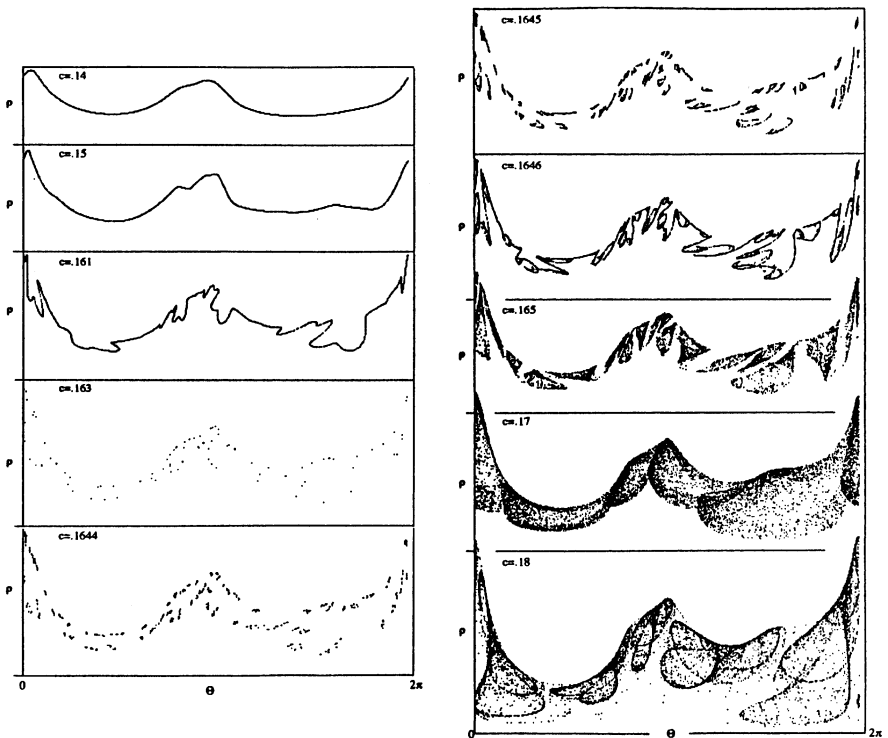 c=.14
ρ
c=.15
ρ
c=.161
ρ
c=.163
ρ
c=.1644
ρ
0 Θ 2π
c=.1645
ρ
c=.1646
ρ
c=.165
ρ
c=.17
ρ
c=.18
ρ
0 Θ 2π